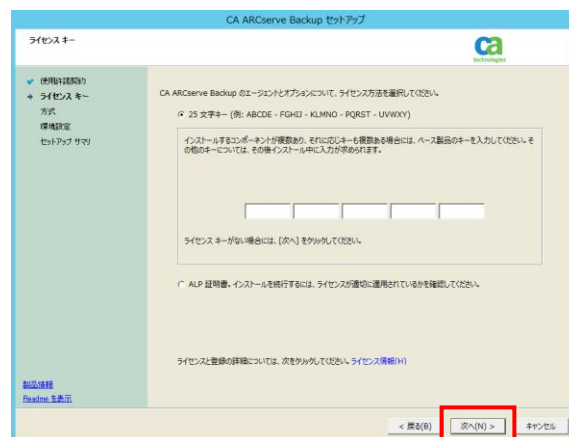 CA ARCserve Backup セットアップ
ライセンス キー
ca
technologies
使用許諾契約
ライセンス キー
方式
環境設定
セットアップ サマリ
CA ARCserve Backup のエージェントとオプションについて、ライセンス方法を選択してください。
25 文字キー (例: ABCDE - FGHIJ - KLMNO - PQRST - UVWXY)
インストールするコンポーネントが複数あり、それに応じキーも複数ある場合には、ベース製品のキーを入力してください。そ
の他のキーについては、その後インストール中に入力が求められます。
ライセンス キーがない場合には、[次へ] をクリックしてください。
ALP 証明書。インストールを続行するには、ライセンスが適切に運用されているかを確認してください。
ライセンスと登録の詳細については、次をクリックしてください。ライセンス情報(H)
製品情報
Readme を表示
< 戻る(B)
次へ(N) >
キャンセル